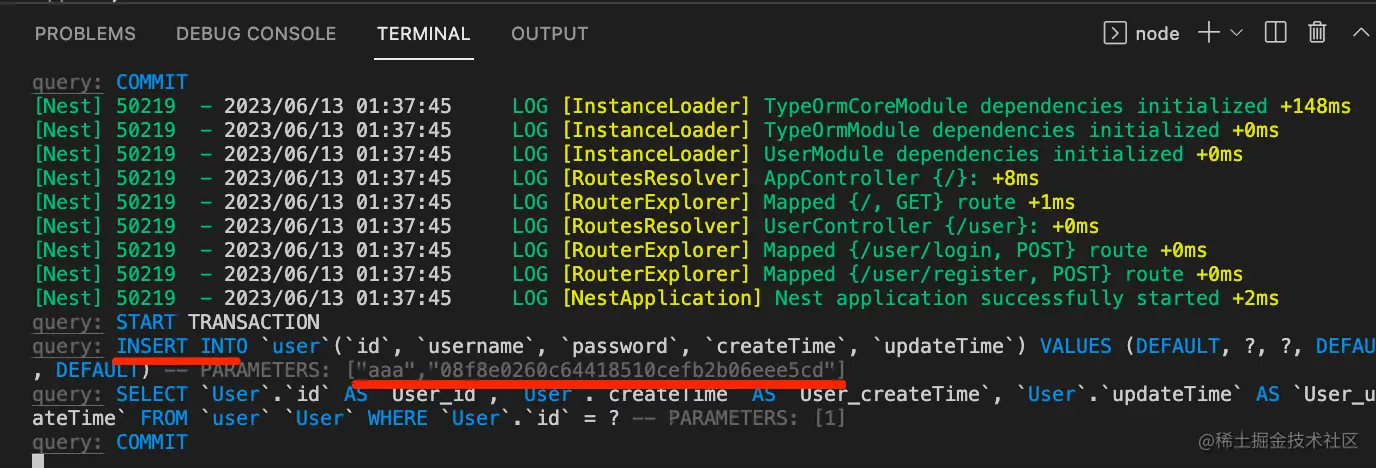 PROBLEMS DEBUG CONSOLE TERMINAL OUTPUT node
query: COMMIT
[Nest] 50219 - 2023/06/13 01:37:45 LOG [InstanceLoader] TypeOrmCoreModule dependencies initialized +148ms
[Nest] 50219 - 2023/06/13 01:37:45 LOG [InstanceLoader] TypeOrmModule dependencies initialized +0ms
[Nest] 50219 - 2023/06/13 01:37:45 LOG [InstanceLoader] UserModule dependencies initialized +0ms
[Nest] 50219 - 2023/06/13 01:37:45 LOG [RoutesResolver] AppController {/}: +8ms
[Nest] 50219 - 2023/06/13 01:37:45 LOG [RouterExplorer] Mapped {/, GET} route +1ms
[Nest] 50219 - 2023/06/13 01:37:45 LOG [RoutesResolver] UserController {/user}: +0ms
[Nest] 50219 - 2023/06/13 01:37:45 LOG [RouterExplorer] Mapped {/user/login, POST} route +0ms
[Nest] 50219 - 2023/06/13 01:37:45 LOG [RouterExplorer] Mapped {/user/register, POST} route +0ms
[Nest] 50219 - 2023/06/13 01:37:45 LOG [NestApplication] Nest application successfully started +2ms
query: START TRANSACTION
query: INSERT INTO `user`(`id`, `username`, `password`, `createTime`, `updateTime`) VALUES (DEFAULT, ?, ?, DEFAU
, DEFAULT) -- PARAMETERS: ["aaa","08f8e0260c64418510cefb2b06eee5cd"]
query: SELECT `User`.`id` AS `User_id`, `User`.`createTime` AS `User_createTime`, `User`.`updateTime` AS `User_u
ateTime` FROM `user` `User` WHERE `User`.`id` = ? -- PARAMETERS: [1]
query: COMMIT
@稀土掘金技术社区